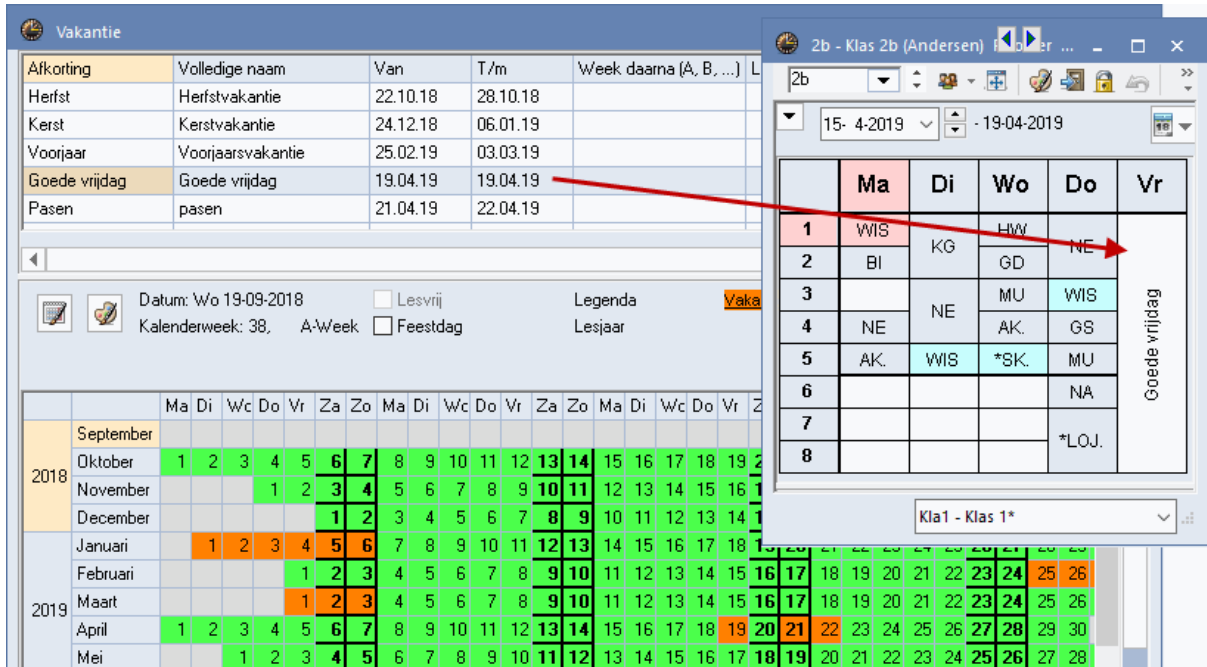 Vakantie
Afkorting Volledige naam Van T/m Week daarna (A, B, ...) L
Herfst Herfstvakantie 22.10.18 28.10.18
Kerst Kerstvakantie 24.12.18 06.01.19
Voorjaar Voorjaarsvakantie 25.02.19 03.03.19
Goede vrijdag Goede vrijdag 19.04.19 19.04.19
Pasen pasen 21.04.19 22.04.19
Datum: Wo 19-09-2018 Lesvrij Legenda Vaka
Kalenderweek: 38, A-Week Feestdag Lesjaar
Ma Di Wo Do Vr Za Zo Ma Di Wo Do Vr Za Zo Ma Di Wo Do Vr Z
September
2018 Oktober 1 2 3 4 5 6 7 8 9 10 11 12 13 14 15 16 17 18 19 2
November 1 2 3 4 5 6 7 8 9 10 11 12 13 14 15 16 1
December 1 2 3 4 5 6 7 8 9 10 11 12 13 14 1
Januari 1 2 3 4 5 6 7 8 9 10 11 12 13 14 15 16 17 18 19 20 21 22 23 24 25 26 27 28 29
Februari 1 2 3 4 5 6 7 8 9 10 11 12 13 14 15 16 17 18 19 20 21 22 23 24 25 26
2019 Maart 1 2 3 4 5 6 7 8 9 10 11 12 13 14 15 16 17 18 19 20 21 22 23 24 25 26
April 1 2 3 4 5 6 7 8 9 10 11 12 13 14 15 16 17 18 19 20 21 22 23 24 25 26 27 28 29 30
Mei 1 2 3 4 5 6 7 8 9 10 11 12 13 14 15 16 17 18 19 20 21 22 23 24 25 26 27 28
2b - Klas 2b (Andersen) ...
2b
15- 4-2019 - 19-04-2019
Ma Di Wo Do Vr
1 WIS KG HW NE Goede vrijdag
2 BI GD
3 NE MU WIS
4 NE AK. GS
5 AK. WIS *SK. MU
6 NA
7 *LOJ.
8
Kla1 - Klas 1*